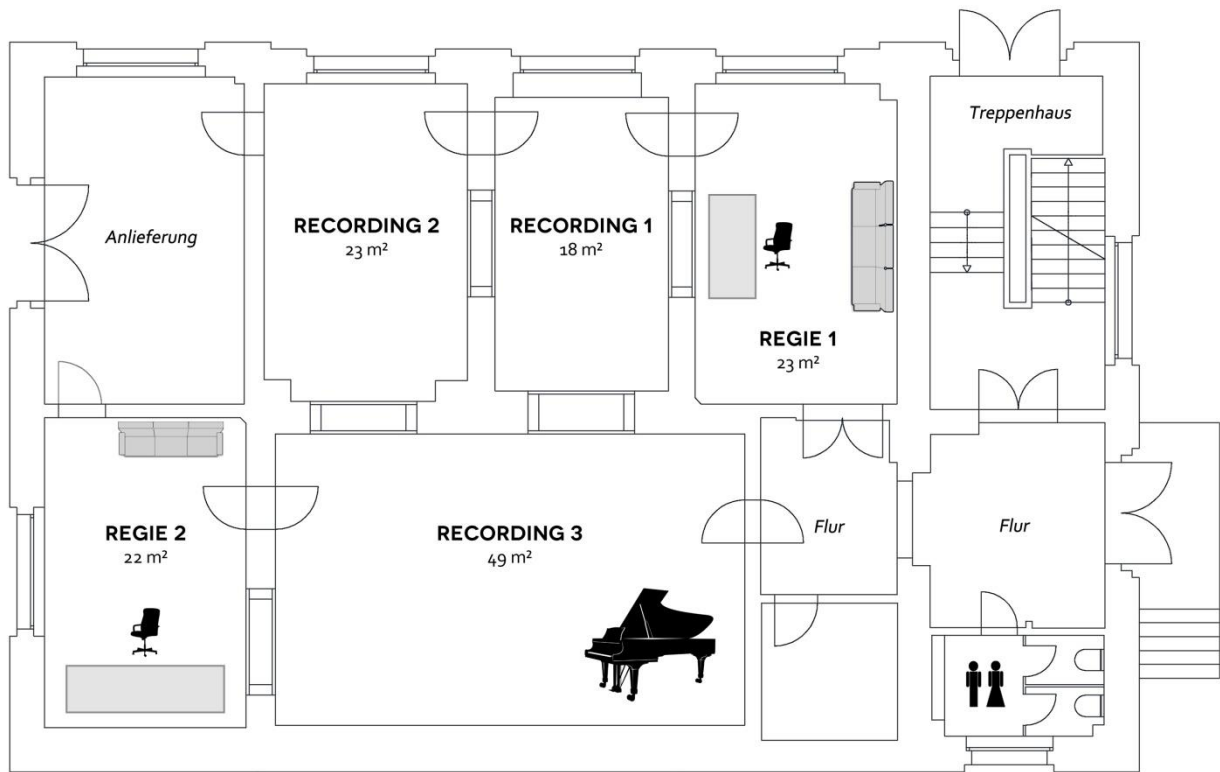 Treppenhaus
Anlieferung
RECORDING 2
23 m²
RECORDING 1
18 m²
REGIE 1
23 m²
REGIE 2
22 m²
RECORDING 3
49 m²
Flur
Flur